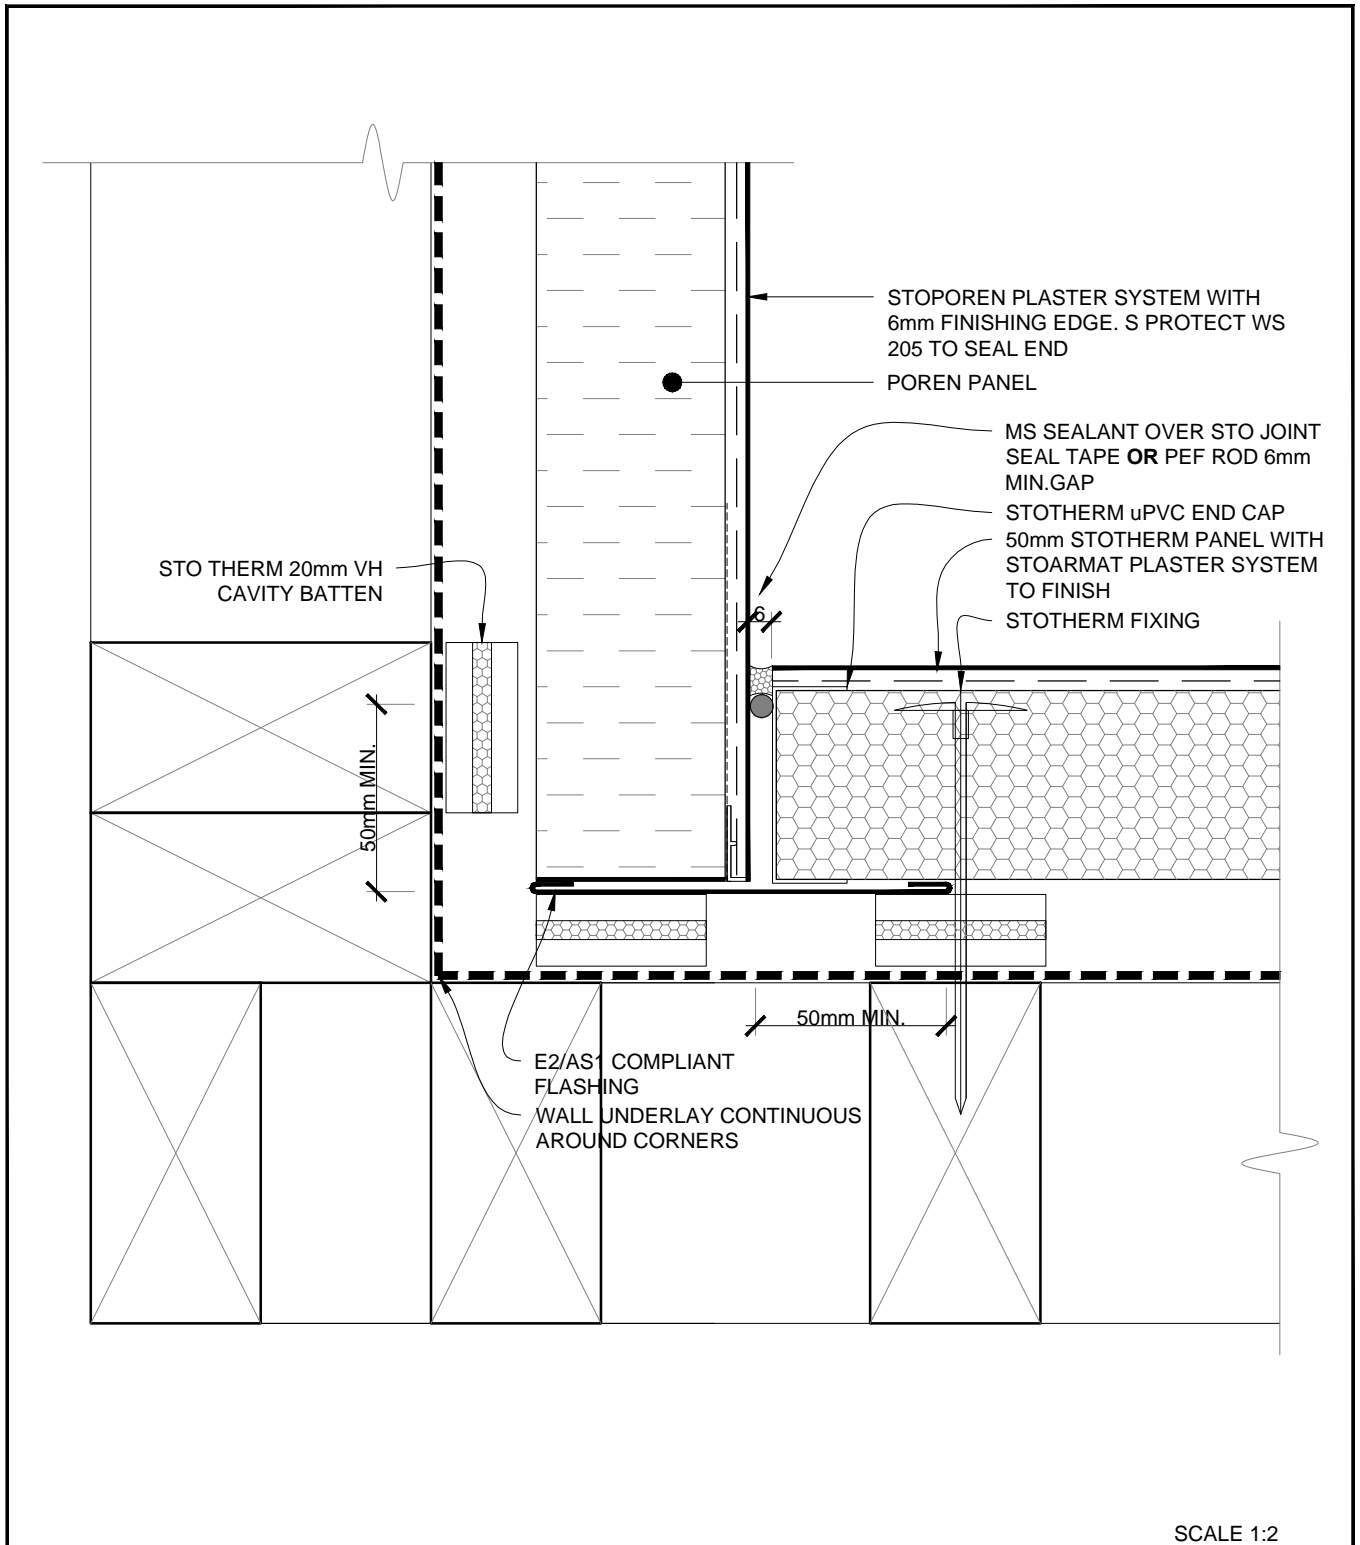 STOPOREN PLASTER SYSTEM WITH
6mm FINISHING EDGE. S PROTECT WS
205 TO SEAL END
POREN PANEL
MS SEALANT OVER STO JOINT
SEAL TAPE OR PEF ROD 6mm
MIN.GAP
STOTHERM uPVC END CAP
50mm STOTHERM PANEL WITH
STOARMAT PLASTER SYSTEM
TO FINISH
STOTHERM FIXING
STO THERM 20mm VH
CAVITY BATTEN
6
50mm MIN.
50mm MIN.
E2/AS1 COMPLIANT
FLASHING
WALL UNDERLAY CONTINUOUS
AROUND CORNERS
SCALE 1:2